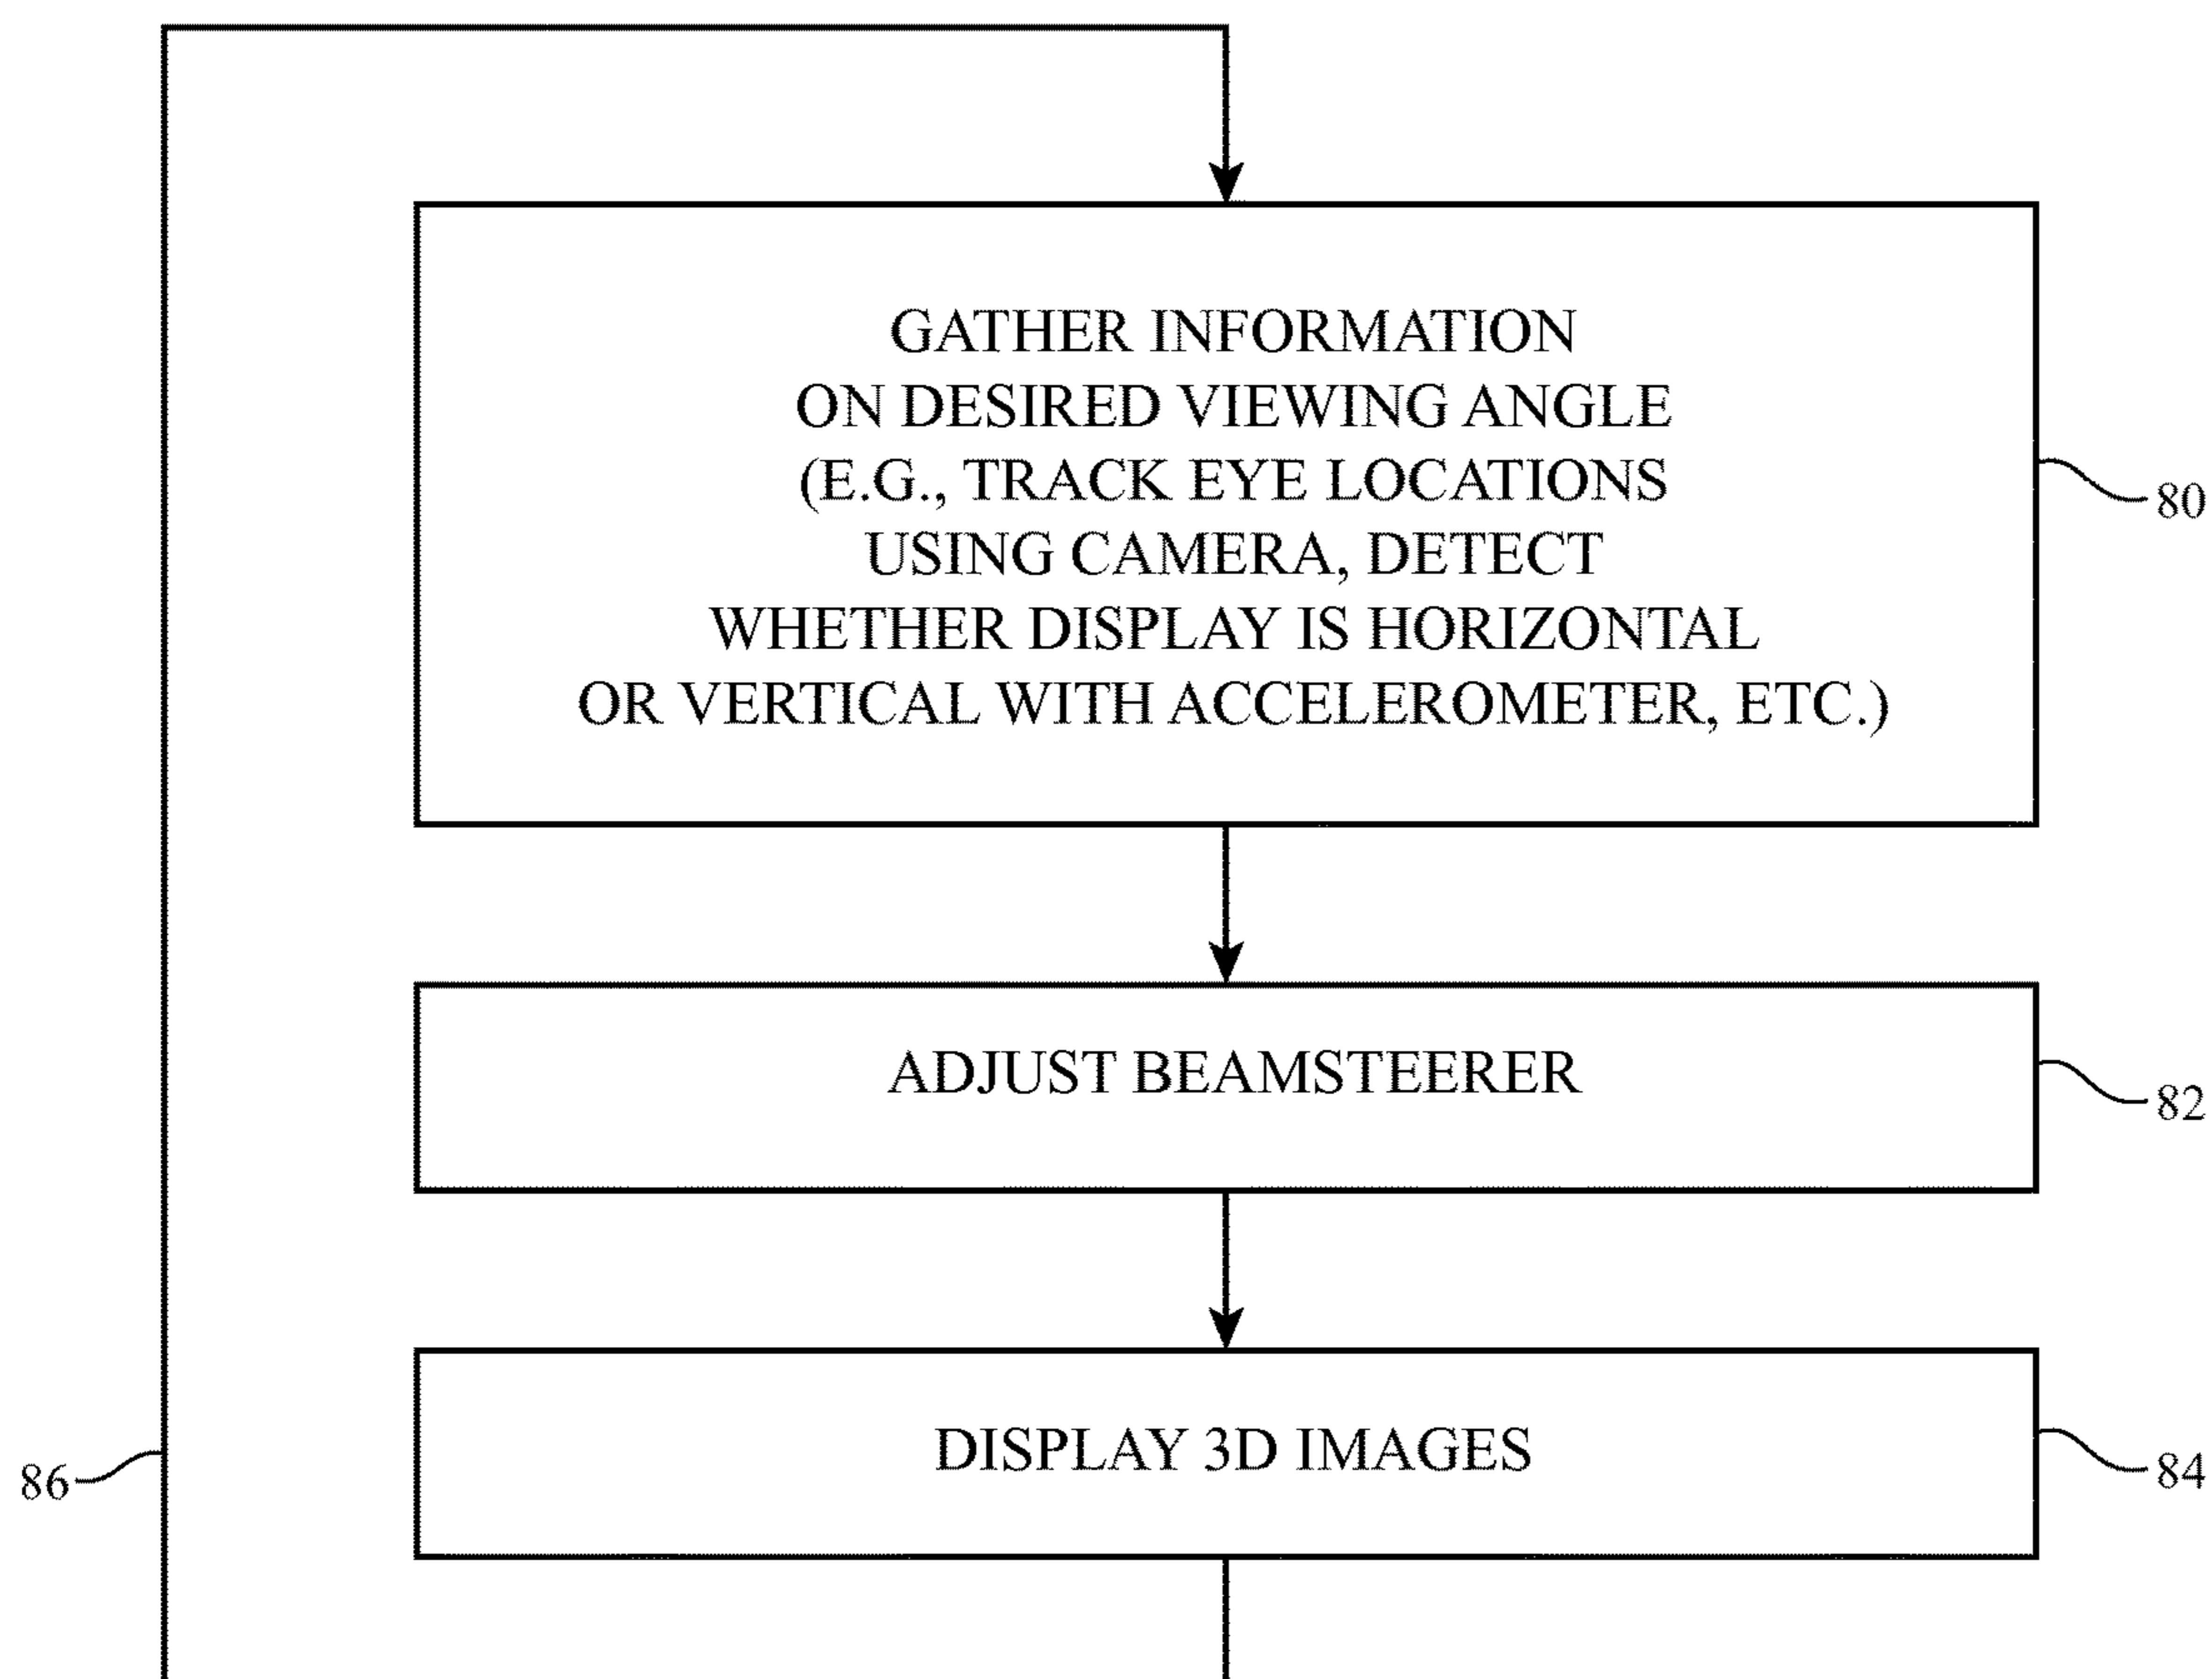 GATHER INFORMATION
ON DESIRED VIEWING ANGLE
(E.G., TRACK EYE LOCATIONS
USING CAMERA, DETECT
WHETHER DISPLAY IS HORIZONTAL
OR VERTICAL WITH ACCELEROMETER, ETC.)
80
ADJUST BEAMSTEERER
82
DISPLAY 3D IMAGES
84
86